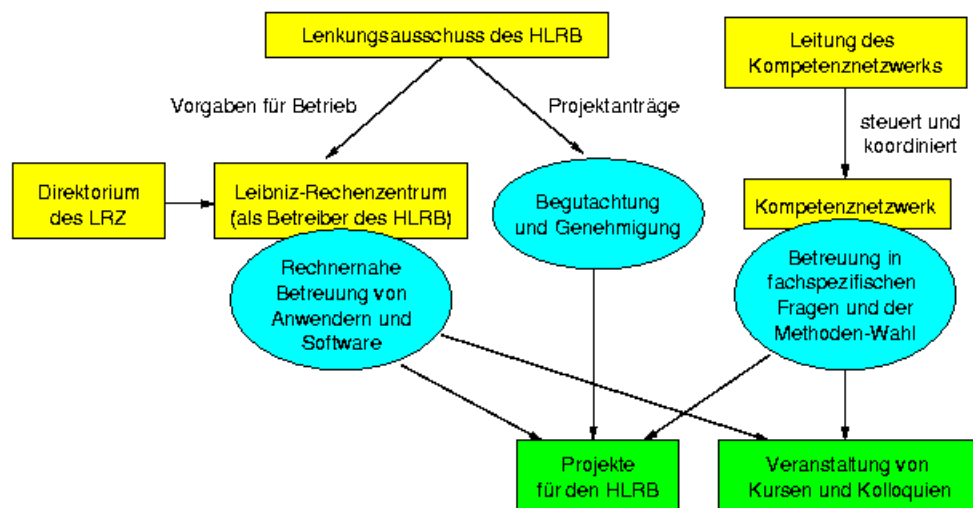 Lenkungsausschuss des HLRB
Leitung des
Kompetenznetzwerks
Vorgaben für Betrieb
Projektanträge
steuert und
koordiniert
Direktorium
des LRZ
Leibniz-Rechenzentrum
(als Betreiber des HLRB)
Begutachtung
und Genehmigung
Kompetenznetzwerk
Rechnernahe
Betreuung von
Anwendern und
Software
Betreuung in
fachspezifischen
Fragen und der
Methoden-Wahl
Projekte
für den HLRB
Veranstaltung von
Kursen und Kolloquien